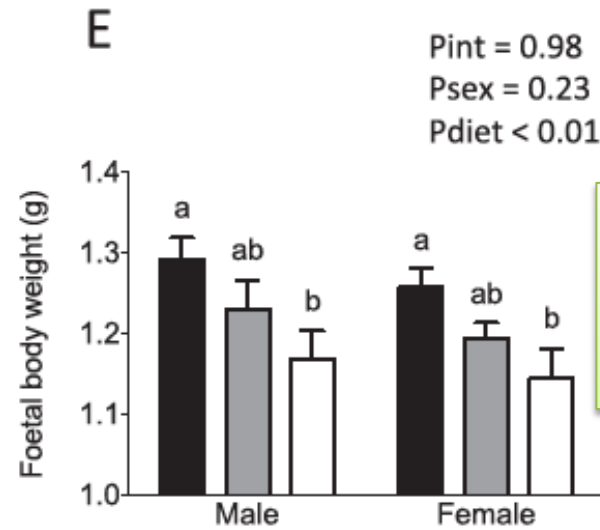 E
Pint = 0.98
Psex = 0.23
Pdiet < 0.01
Foetal body weight (g)
1.4
1.3
1.2
1.1
1.0
a
ab
b
a
ab
b
Male
Female